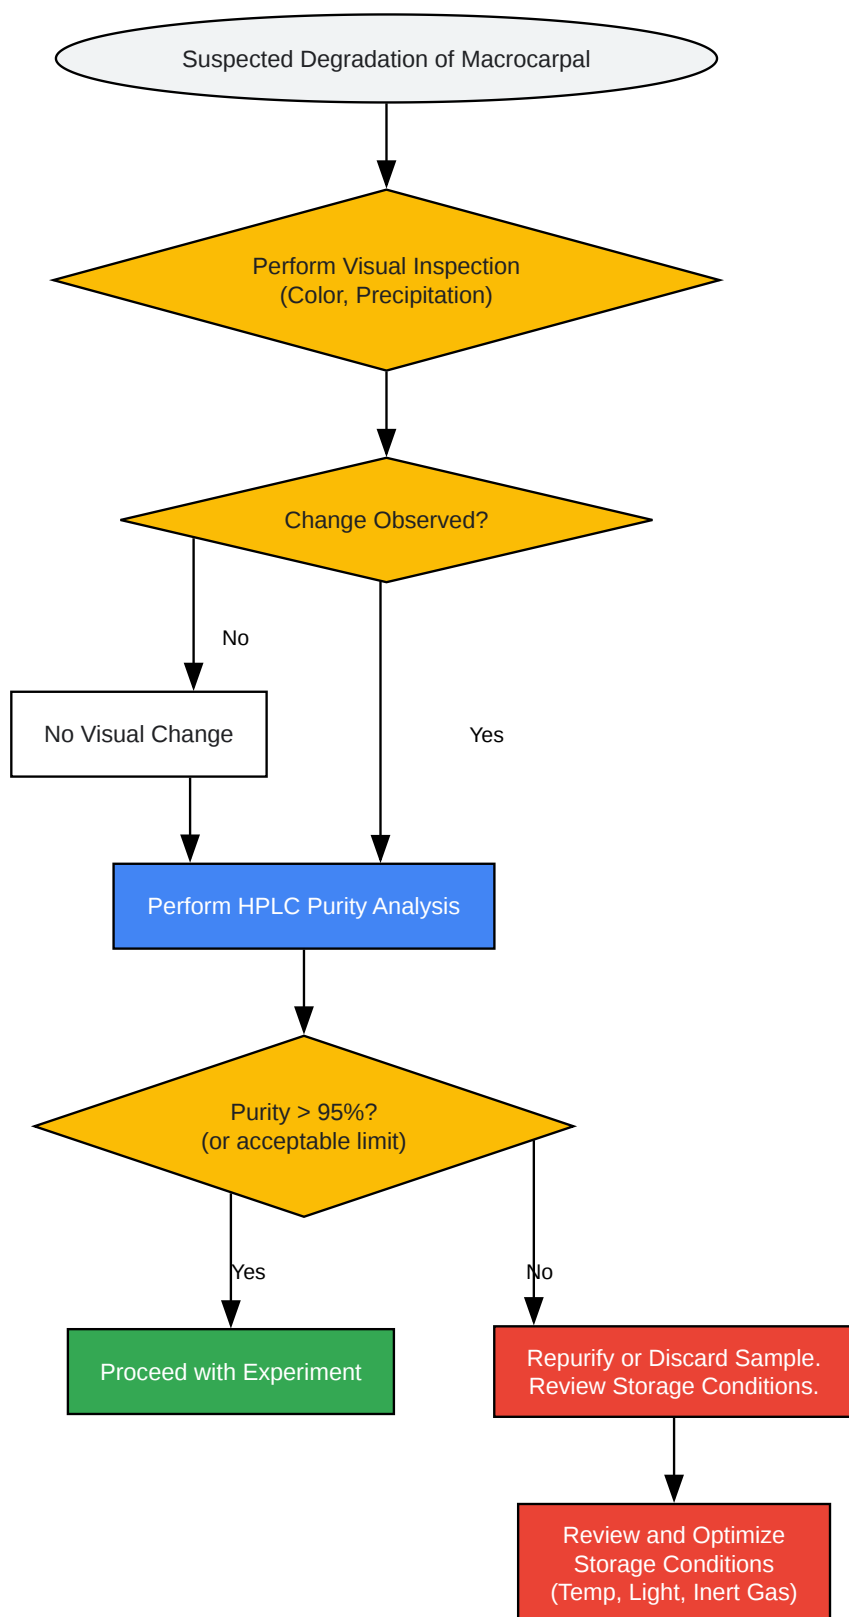 Suspected Degradation of Macrocarpal
Perform Visual Inspection
(Color, Precipitation)
Change Observed?
No
No Visual Change
Yes
Perform HPLC Purity Analysis
Purity > 95%?
(or acceptable limit)
Yes
No
Proceed with Experiment
Repurify or Discard Sample.
Review Storage Conditions.
Review and Optimize
Storage Conditions
(Temp, Light, Inert Gas)